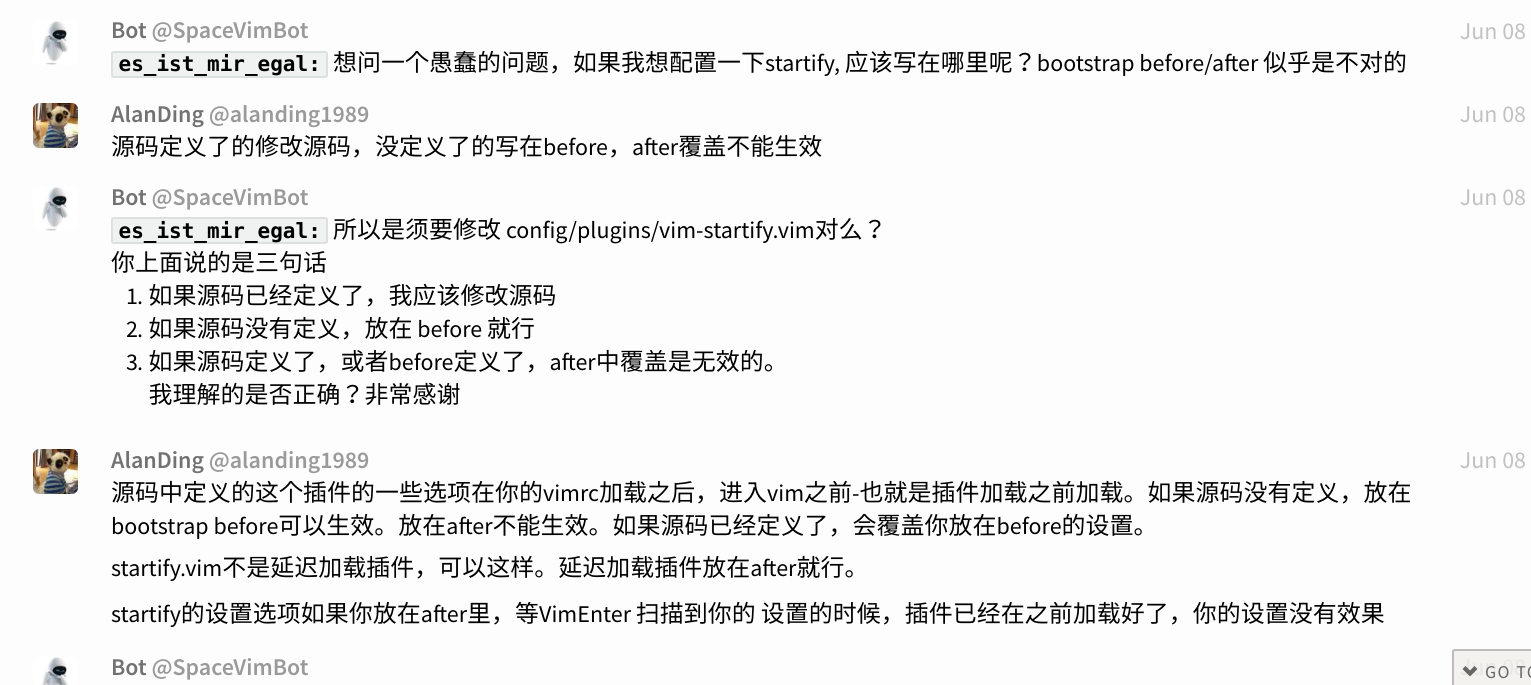 Bot @SpaceVimBot Jun 08
es_ist_mir_egal: 想问一个愚蠢的问题，如果我想配置一下startify, 应该写在哪里呢？bootstrap before/after 似乎是不对的
AlanDing @alanding1989 Jun 08
源码定义了的修改源码，没定义了的写在before，after覆盖不能生效
Bot @SpaceVimBot Jun 08
es_ist_mir_egal: 所以是须要修改 config/plugins/vim-startify.vim对么？
你上面说的是三句话
1. 如果源码已经定义了，我应该修改源码
2. 如果源码没有定义，放在 before 就行
3. 如果源码定义了，或者before定义了，after中覆盖是无效的。
我理解的是否正确？非常感谢
AlanDing @alanding1989 Jun 08
源码中定义的这个插件的一些选项在你的vimrc加载之后，进入vim之前-也就是插件加载之前加载。如果源码没有定义，放在
bootstrap before可以生效。放在after不能生效。如果源码已经定义了，会覆盖你放在before的设置。
startify.vim不是延迟加载插件，可以这样。延迟加载插件放在after就行。
startify的设置选项如果你放在after里，等VimEnter 扫描到你的 设置的时候，插件已经在之前加载好了，你的设置没有效果
Bot @SpaceVimBot
GO TO